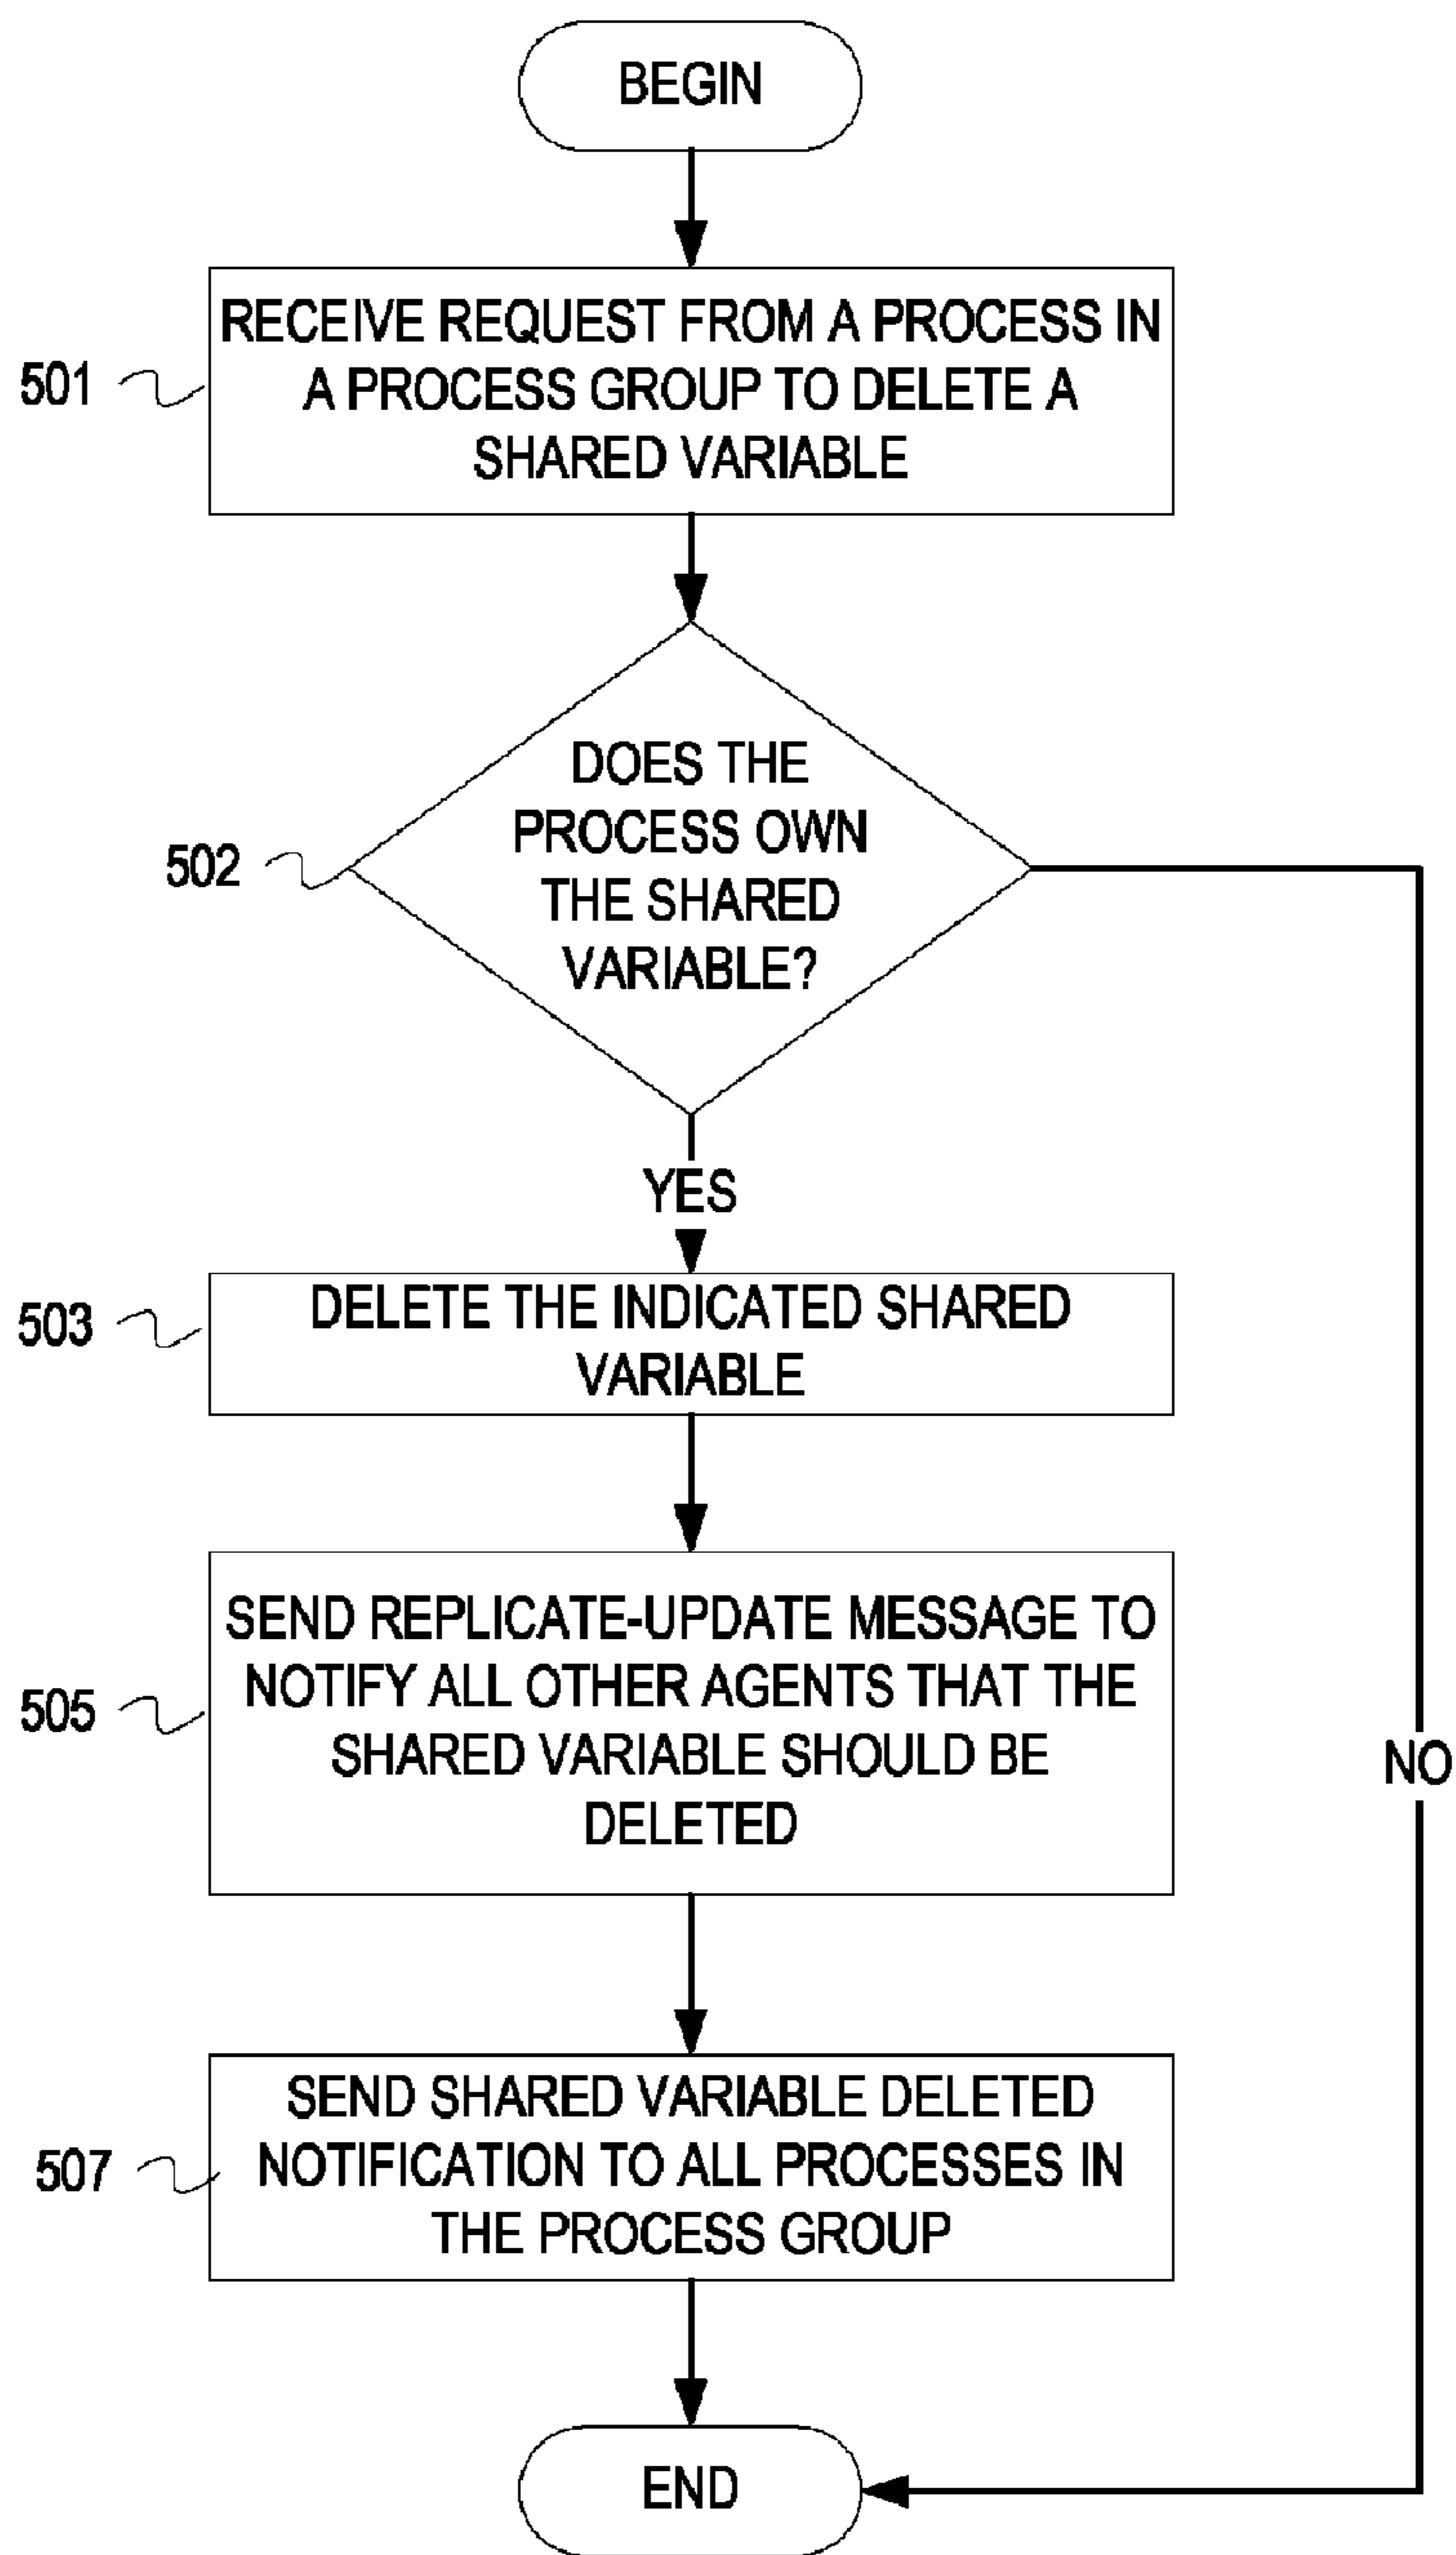 BEGIN
501
RECEIVE REQUEST FROM A PROCESS IN
A PROCESS GROUP TO DELETE A
SHARED VARIABLE
502
DOES THE
PROCESS OWN
THE SHARED
VARIABLE?
YES
503
DELETE THE INDICATED SHARED
VARIABLE
505
SEND REPLICATE-UPDATE MESSAGE TO
NOTIFY ALL OTHER AGENTS THAT THE
SHARED VARIABLE SHOULD BE
DELETED
NO
507
SEND SHARED VARIABLE DELETED
NOTIFICATION TO ALL PROCESSES IN
THE PROCESS GROUP
END